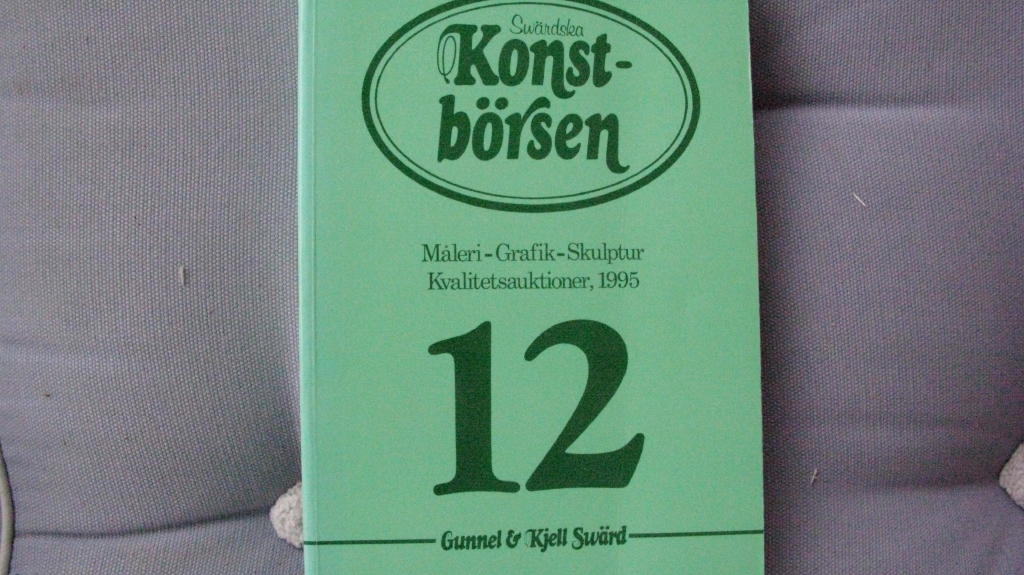 Swärdska
Konst-
börsen
Måleri-Grafik-Skulptur
Kvalitetsauktioner, 1995
12
Gunnel & Kjell Swärd